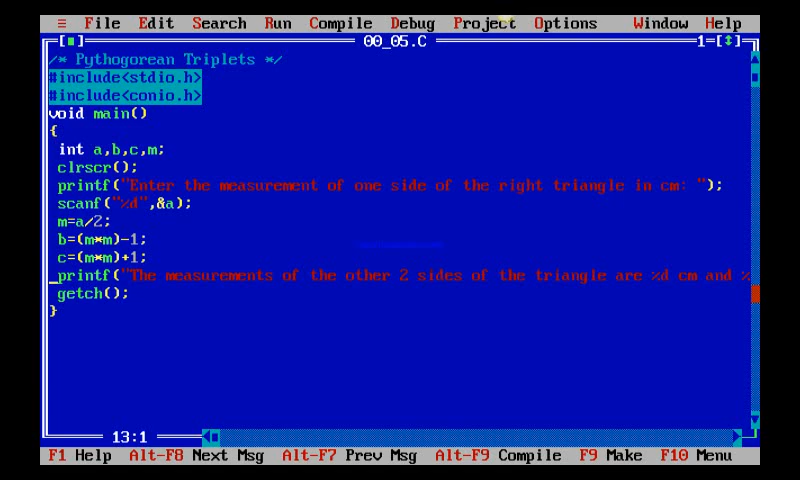 ≡ File Edit Search Run Compile Debug Project Options Window Help
[■] 00_05.C 1=[↕]
/* Pythogorean Triplets */
#include<stdio.h>
#include<conio.h>
void main()
{
int a,b,c,m;
clrscr();
printf("Enter the measurement of one side of the right triangle in cm: ");
scanf("%d",&a);
m=a/2;
b=(m*m)-1;
c=(m*m)+1;
printf("The measurements of the other 2 sides of the triangle are %d cm and %
getch();
}
13:1
F1 Help Alt-F8 Next Msg Alt-F7 Prev Msg Alt-F9 Compile F9 Make F10 Menu